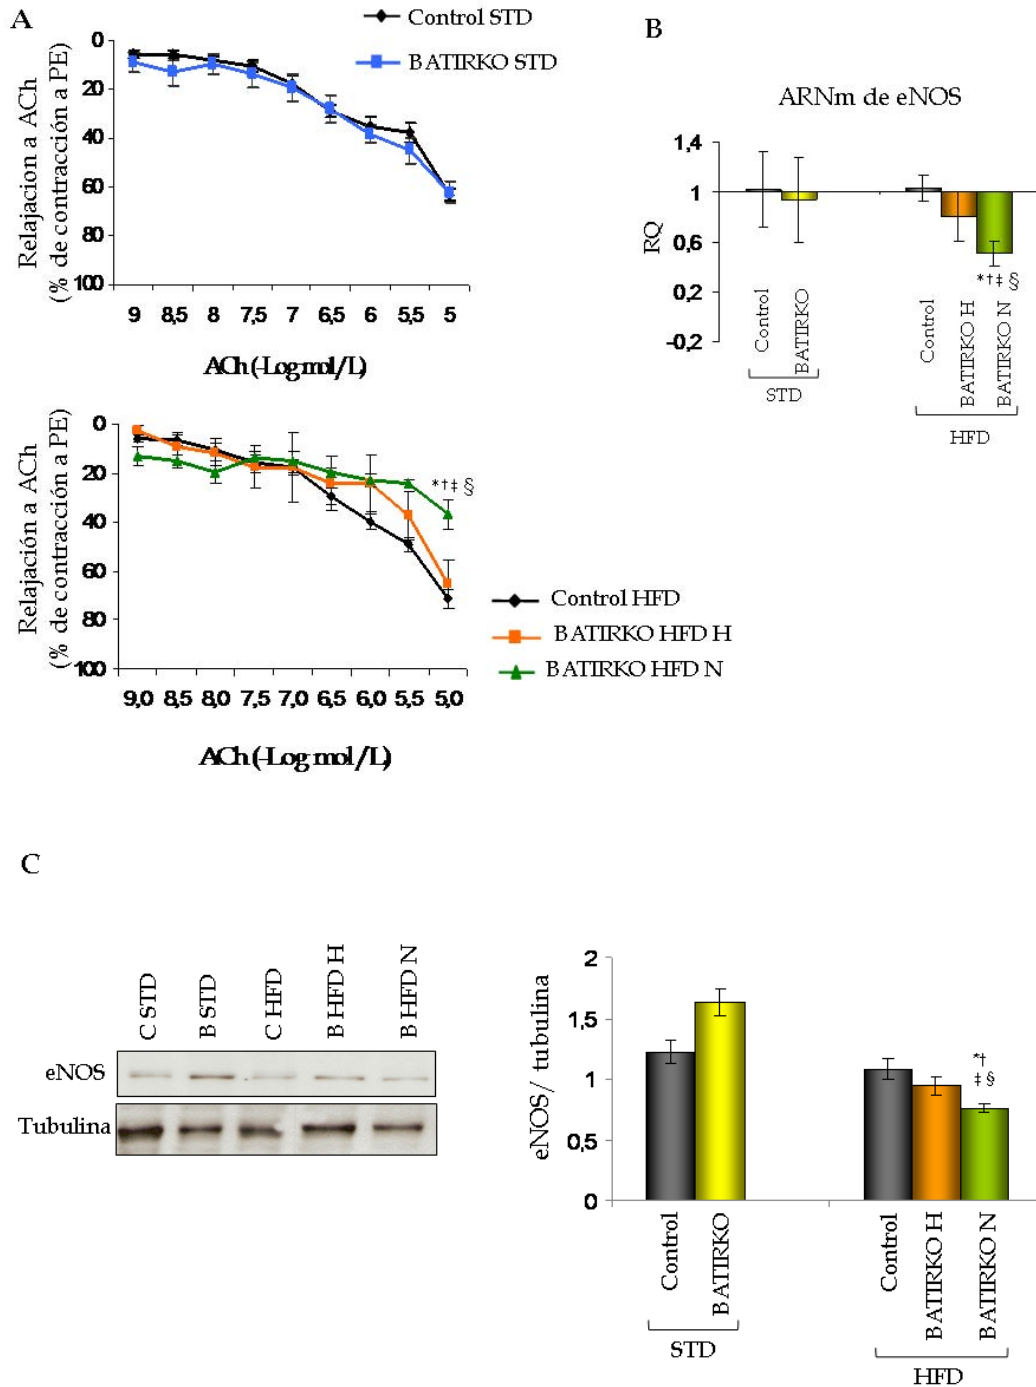 A
Control STD
BATIRKO STD
Relajacion a ACh
(% de contracción a PE)
0
20
40
60
80
100
9 8,5 8 7,5 7 6,5 6 5,5 5
ACh (-Log mol/L)
B
ARNm de eNOS
RQ
1,4
1
0,6
0,2
-0,2
*†‡ §
Control
BATIRKO
STD
Control
BATIRKO H
BATIRKO N
HFD
Relajación a ACh
(% de contracción a PE)
0
20
40
60
80
100
*†‡ §
9,0 8,5 8,0 7,5 7,0 6,5 6,0 5,5 5,0
ACh (-Log mol/L)
Control HFD
BATIRKO HFD H
BATIRKO HFD N
C
C STD
B STD
C HFD
B HFD H
B HFD N
eNOS
Tubulina
eNOS/ tubulina
2
1,5
1
0,5
0
*†
‡ §
Control
BATIRKO
STD
Control
BATIRKO H
BATIRKO N
HFD